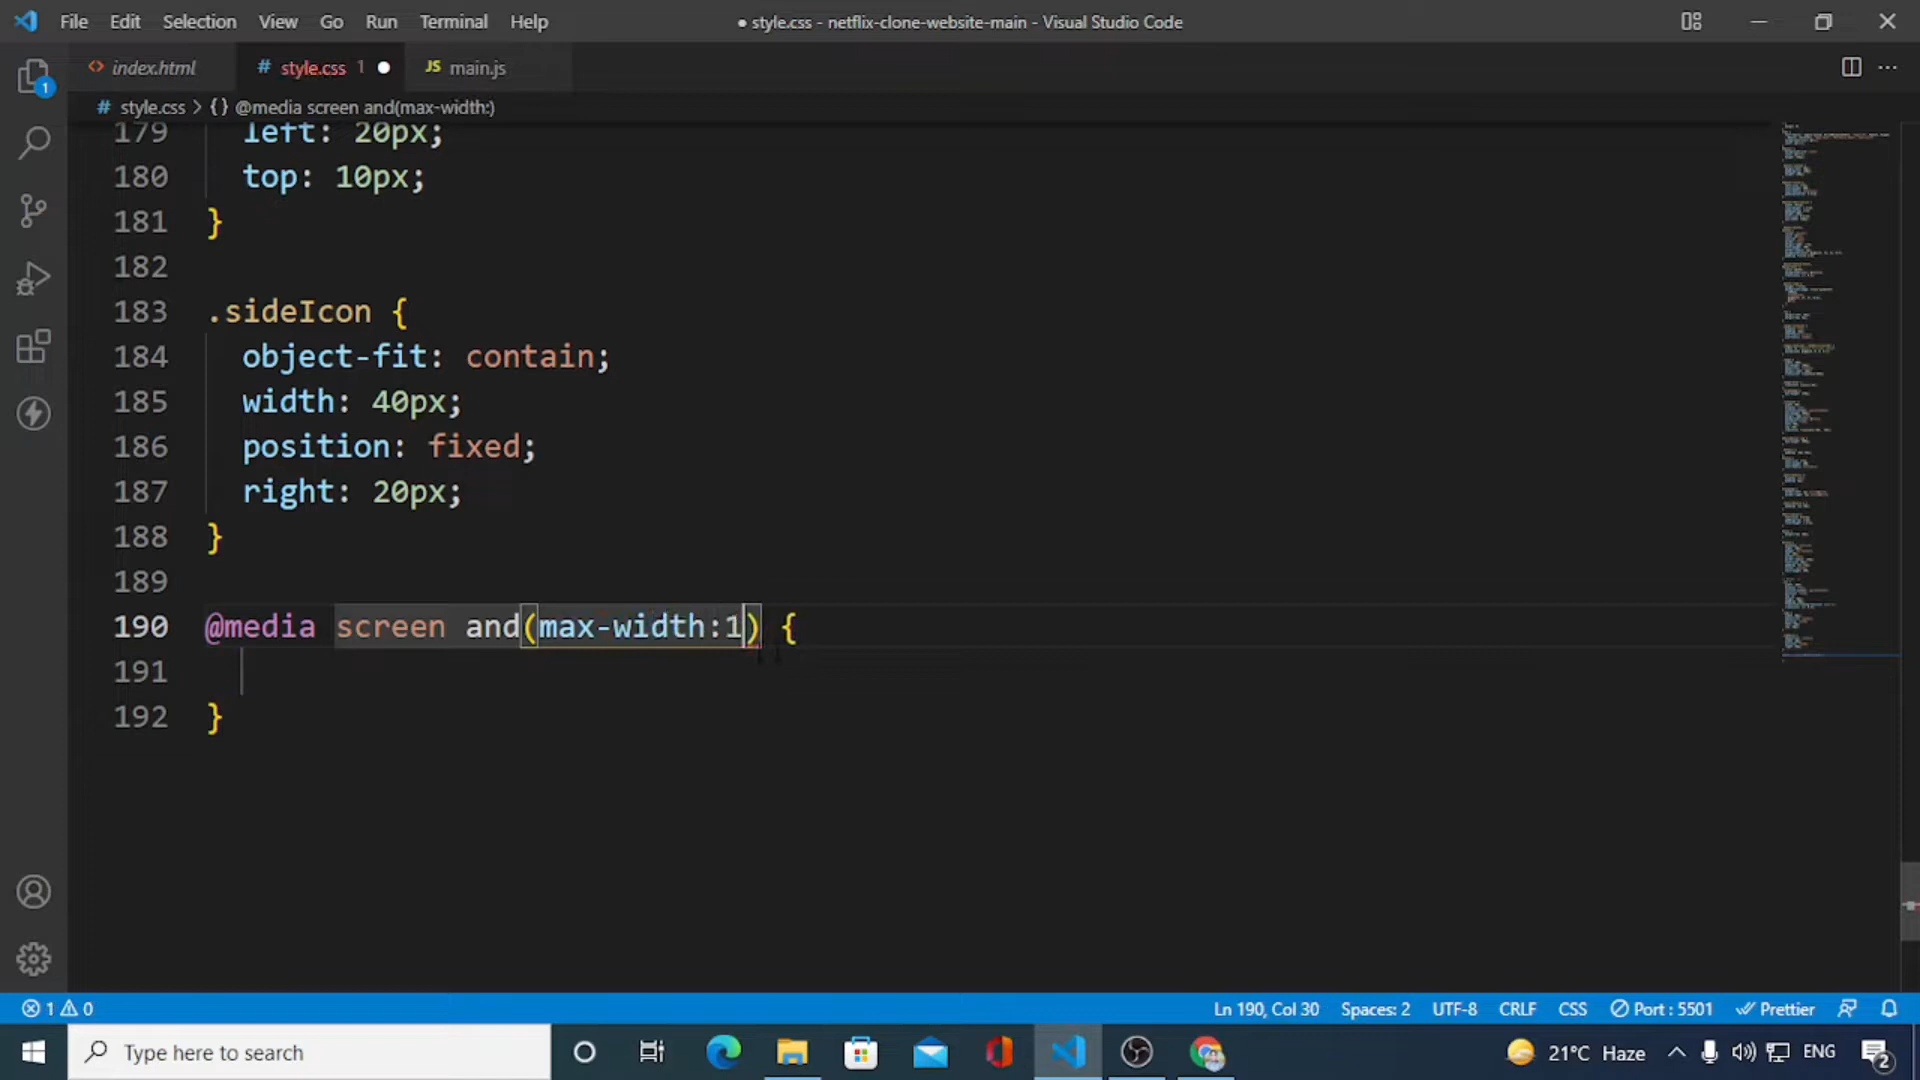 File Edit Selection View Go Run Terminal Help
● style.css - netflix-clone-website-main - Visual Studio Code
<> index.html
# style.css 1 ●
JS main.js
1
# style.css > {} @media screen and(max-width:)
179 left: 20px;
180 top: 10px;
181 }
182
183 .sideIcon {
184 object-fit: contain;
185 width: 40px;
186 position: fixed;
187 right: 20px;
188 }
189
190 @media screen and(max-width:1) {
191
192 }
1 0
Ln 190, Col 30 Spaces: 2 UTF-8 CRLF CSS Port : 5501 Prettier
Type here to search
21°C Haze ENG 2